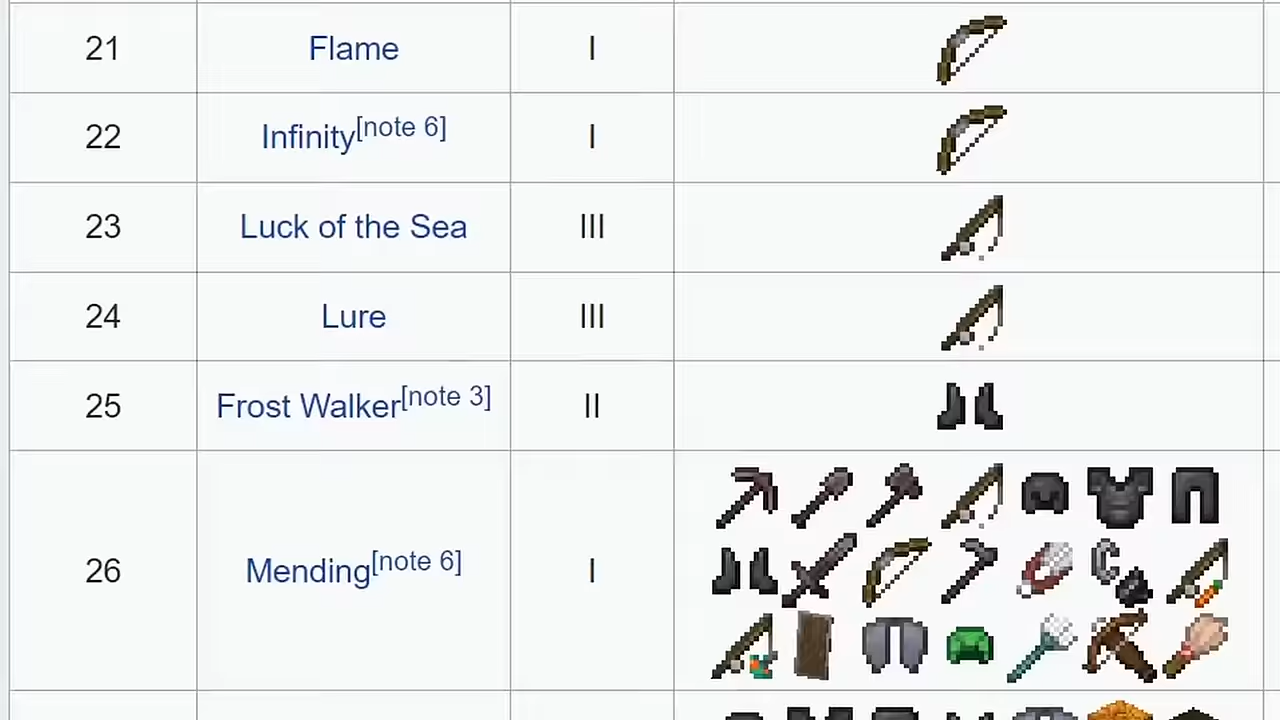 21 Flame I
22 Infinity[note 6] I
23 Luck of the Sea III
24 Lure III
25 Frost Walker[note 3] II
26 Mending[note 6] I